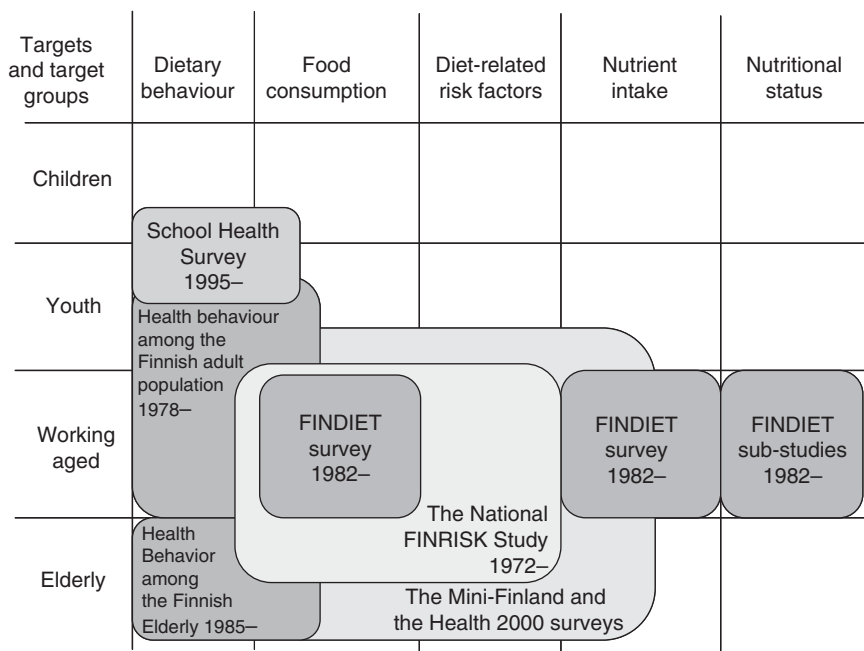 Targets
and target
groups
Dietary
behaviour
Food
consumption
Diet-related
risk factors
Nutrient
intake
Nutritional
status
Children
School Health
Survey
1995–
Youth
Health behaviour
among the
Finnish adult
population
1978–
Working
aged
FINDIET
survey
1982–
FINDIET
survey
1982–
FINDIET
sub-studies
1982–
The National
FINRISK Study
1972–
Elderly
Health
Behavior
among
the Finnish
Elderly 1985–
The Mini-Finland and
the Health 2000 surveys